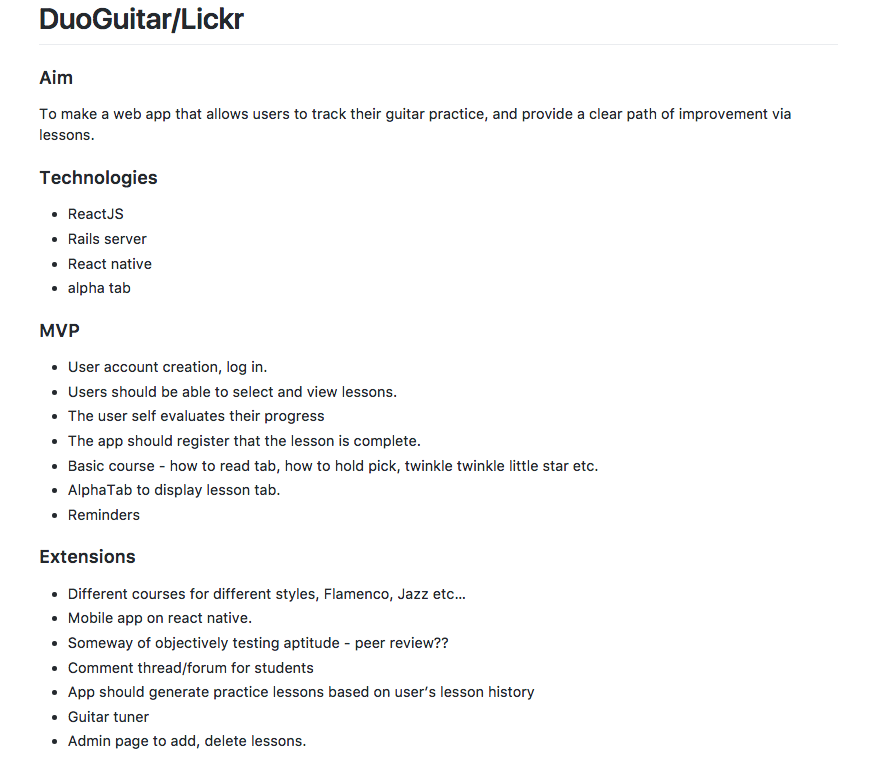 DuoGuitar/Lickr
Aim
To make a web app that allows users to track their guitar practice, and provide a clear path of improvement via
lessons.
Technologies
• ReactJS
• Rails server
• React native
• alpha tab
MVP
• User account creation, log in.
• Users should be able to select and view lessons.
• The user self evaluates their progress
• The app should register that the lesson is complete.
• Basic course - how to read tab, how to hold pick, twinkle twinkle little star etc.
• AlphaTab to display lesson tab.
• Reminders
Extensions
• Different courses for different styles, Flamenco, Jazz etc...
• Mobile app on react native.
• Someway of objectively testing aptitude - peer review??
• Comment thread/forum for students
• App should generate practice lessons based on user's lesson history
• Guitar tuner
• Admin page to add, delete lessons.